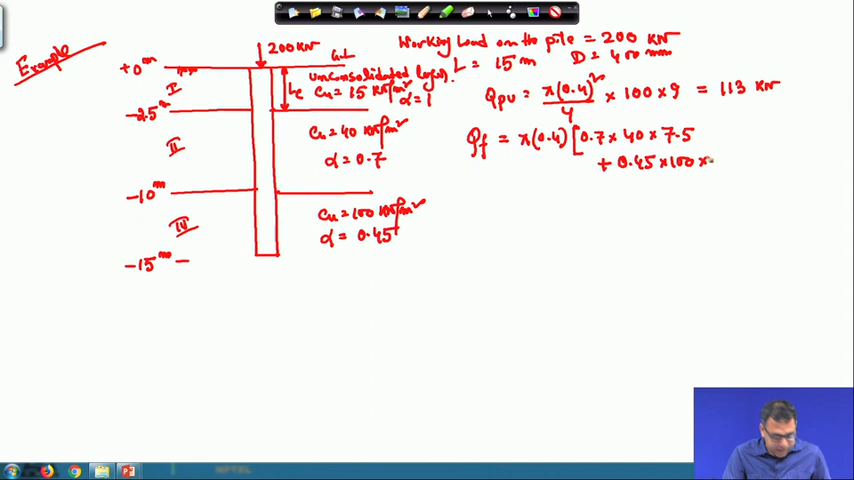 Example
200 KN
G.L
+0 m
I
Lc
unconsolidated layer.
Cu = 15 KN/m²
α = 1
-2.5 m
II
Cu = 40 KN/m²
α = 0.7
-10 m
III
Cu = 100 KN/m²
α = 0.45
-15 m
Working Load on the pile = 200 KN
L = 15 m D = 400 mm
Qpu = π(0.4)²/4 × 100 × 9 = 113 KN
Qf = π(0.4) [0.7 × 40 × 7.5
+ 0.45 × 100 ×
NPTEL